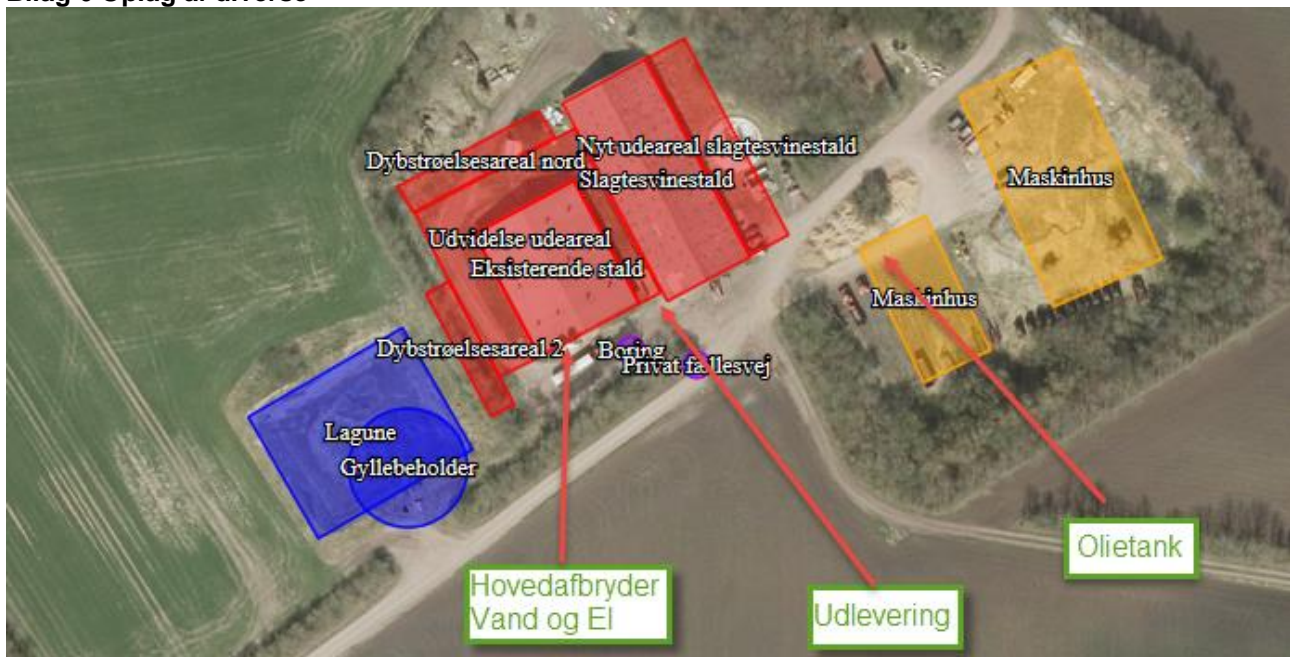 Nyt udeareal slagtesvinestald
Dybstrøelsesareal nord
Slagtesvinestald
Maskinhus
Udvidelse udeareal
Eksisterende stald
Maskinhus
Dybstrøelsesareal 2
Boring
Privat fællesvej
Lagune
Gyllebeholder
Olietank
Hovedafbryder
Vand og El
Udlevering